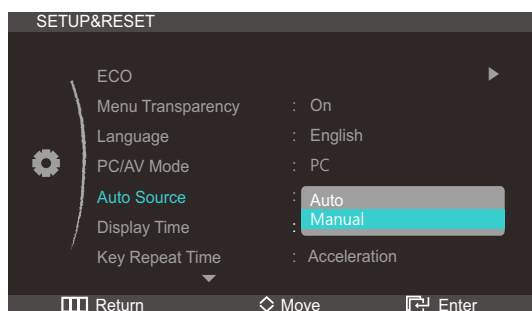 SETUP&RESET
ECO
Menu Transparency : On
Language : English
PC/AV Mode : PC
Auto Source : Auto
Manual
Display Time :
Key Repeat Time : Acceleration
Return Move Enter